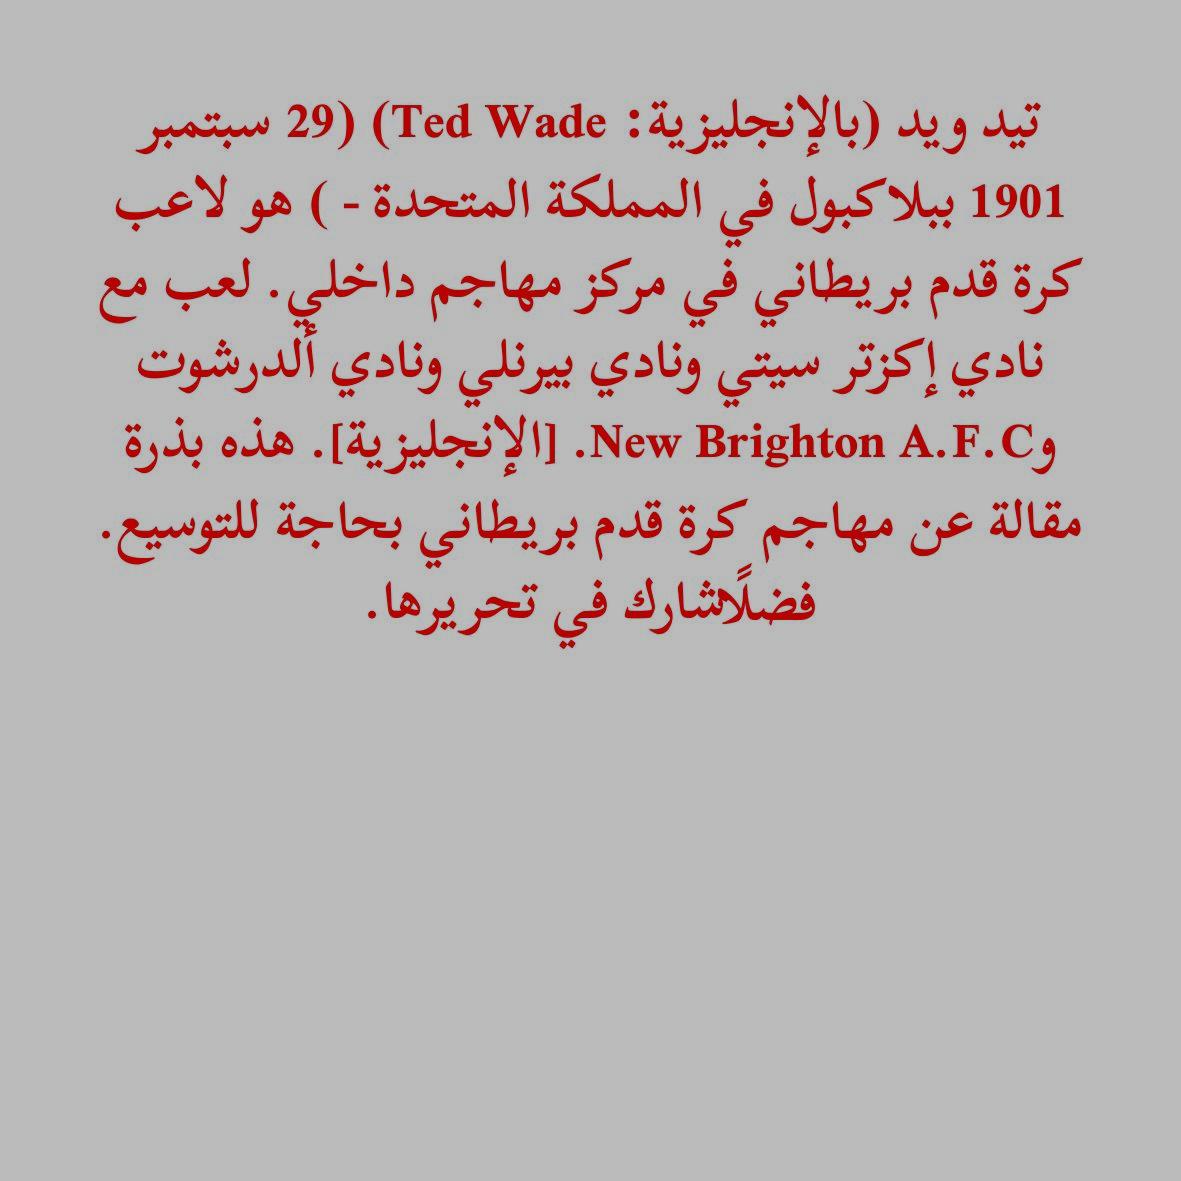 تيد ويد (بالإنجليزية: Ted Wade) (29 سبتمبر
1901 ببلاكبول في المملكة المتحدة - ) هو لاعب
كرة قدم بريطاني في مركز مهاجم داخلي. لعب مع
نادي إكزتر سيتي ونادي بيرنلي ونادي ألدرشوت
وNew Brighton A.F.C. [الإنجليزية]. هذه بذرة
مقالة عن مهاجم كرة قدم بريطاني بحاجة للتوسيع.
فضلًاشارك في تحريرها.